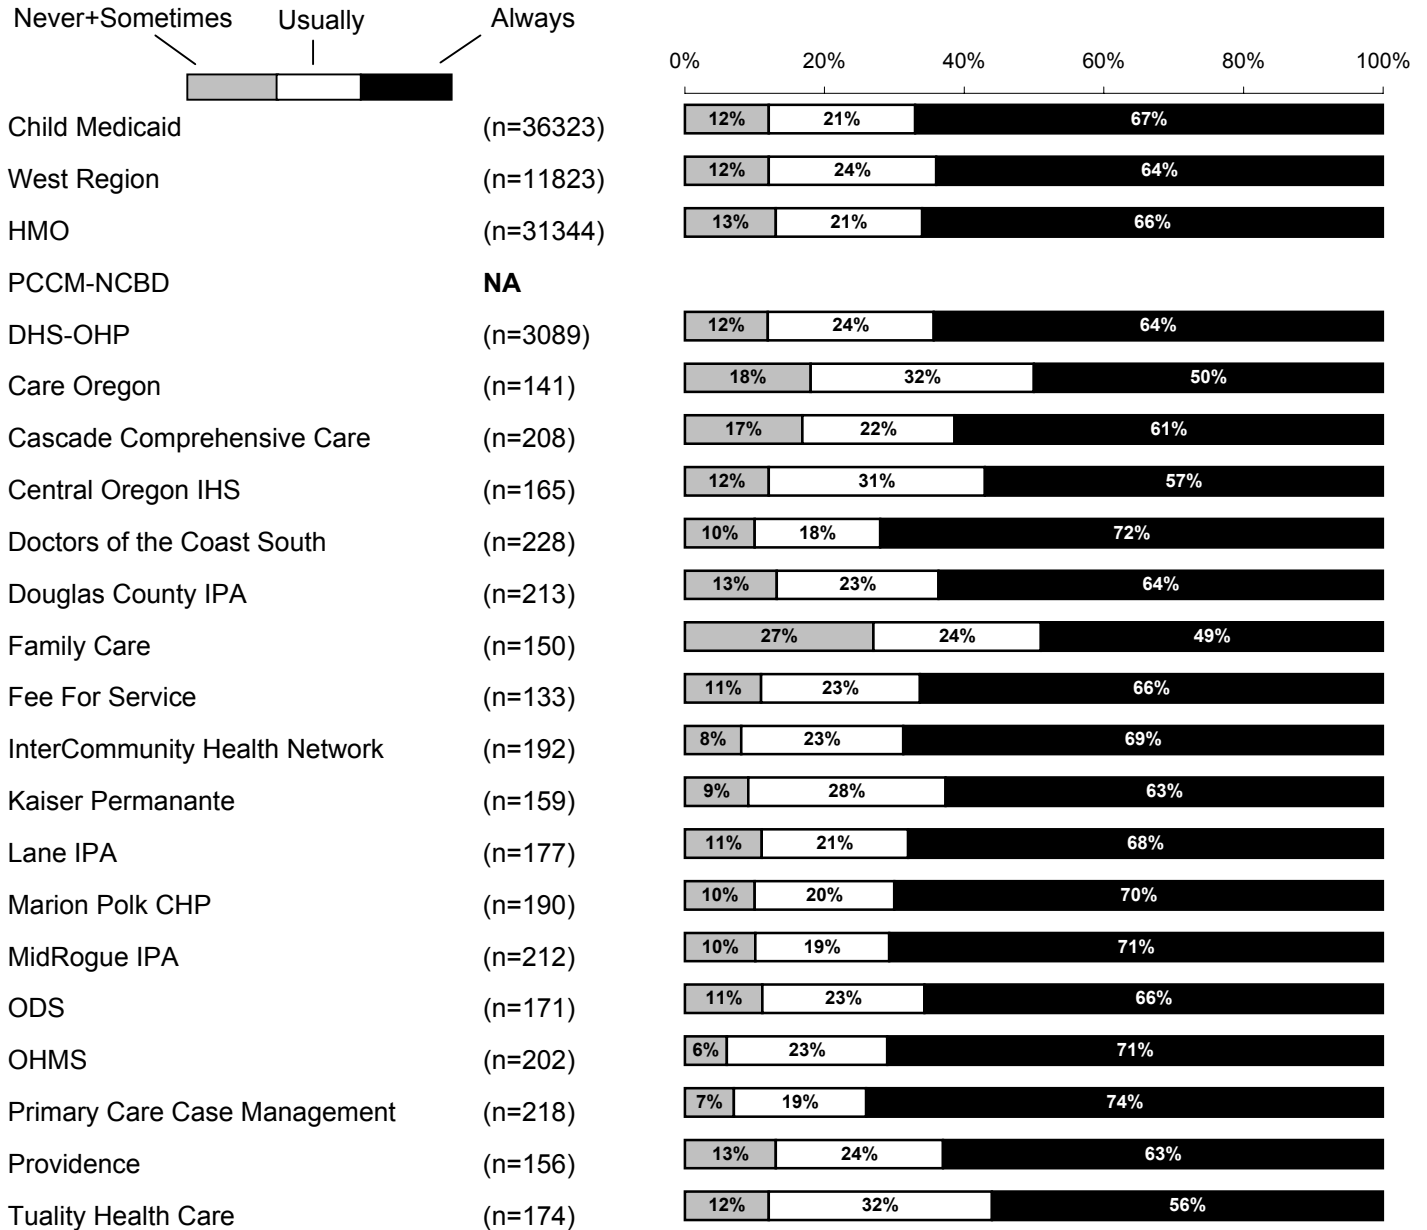 Never+Sometimes Usually Always
0% 20% 40% 60% 80% 100%
Child Medicaid (n=36323) 12% 21% 67%
West Region (n=11823) 12% 24% 64%
HMO (n=31344) 13% 21% 66%
PCCM-NCBD NA
DHS-OHP (n=3089) 12% 24% 64%
Care Oregon (n=141) 18% 32% 50%
Cascade Comprehensive Care (n=208) 17% 22% 61%
Central Oregon IHS (n=165) 12% 31% 57%
Doctors of the Coast South (n=228) 10% 18% 72%
Douglas County IPA (n=213) 13% 23% 64%
Family Care (n=150) 27% 24% 49%
Fee For Service (n=133) 11% 23% 66%
InterCommunity Health Network (n=192) 8% 23% 69%
Kaiser Permanante (n=159) 9% 28% 63%
Lane IPA (n=177) 11% 21% 68%
Marion Polk CHP (n=190) 10% 20% 70%
MidRogue IPA (n=212) 10% 19% 71%
ODS (n=171) 11% 23% 66%
OHMS (n=202) 6% 23% 71%
Primary Care Case Management (n=218) 7% 19% 74%
Providence (n=156) 13% 24% 63%
Tuality Health Care (n=174) 12% 32% 56%